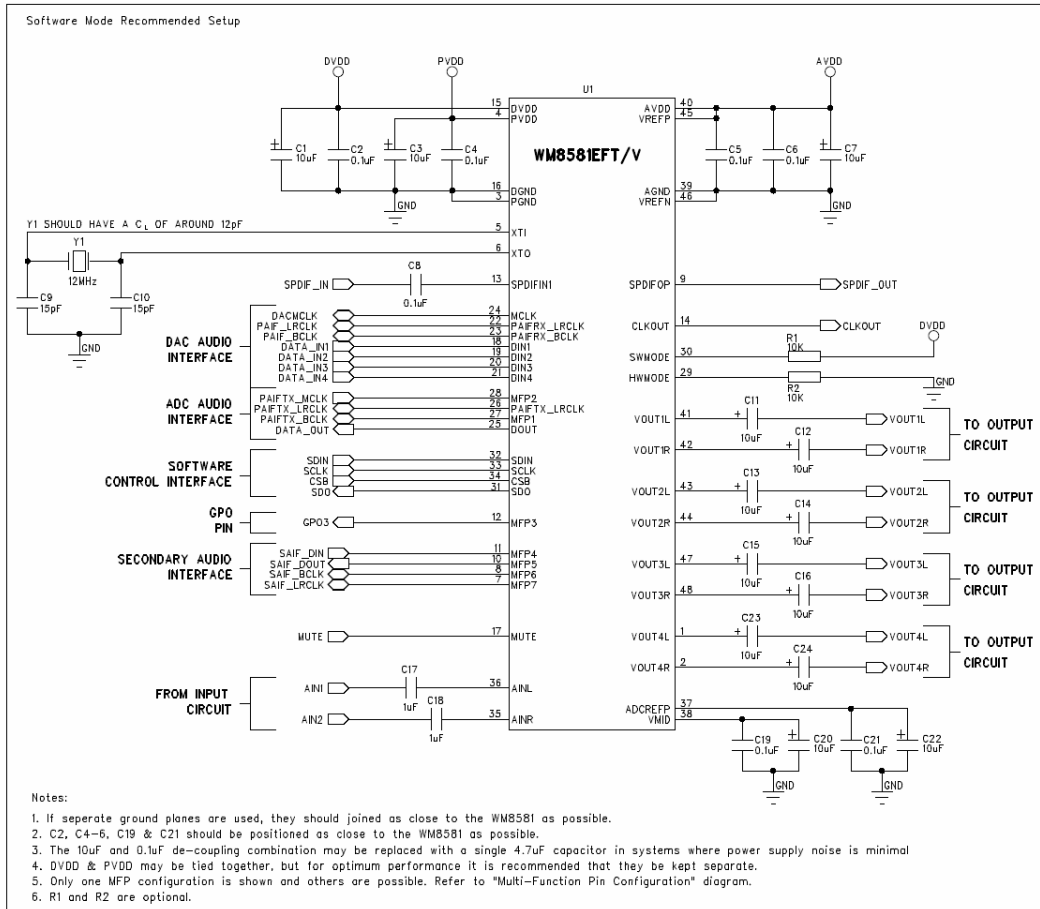 Software Mode Recommended Setup
DVDD
PVDD
AVDD
U1
WM8581EFT/V
15 DVDD
4 PVDD
AVDD 40
VREFP 45
C1
10uF
C2
0.1uF
C3
10uF
C4
0.1uF
C5
0.1uF
C6
0.1uF
C7
10uF
16 DGND
3 PGND
AGND 39
VREFN 46
GND
GND
Y1 SHOULD HAVE A CL OF AROUND 12pF
5 XTI
6 XTO
Y1
12MHz
C9
15pF
C10
15pF
GND
SPDIF_IN
C8
0.1uF
13 SPDIFIN1
SPDIFOP 9 SPDIF_OUT
CLKOUT 14 CLKOUT
DVDD
SWMODE 30
R1
10K
HWMODE 29
R2
10K
GND
DAC AUDIO
INTERFACE
DACMCLK 24 MCLK
PAIF_LRCLK 22 PAIFRX_LRCLK
PAIF_BCLK 23 PAIFRX_BCLK
DATA_IN1 18 DIN1
DATA_IN2 19 DIN2
DATA_IN3 20 DIN3
DATA_IN4 21 DIN4
ADC AUDIO
INTERFACE
PAIFTX_MCLK 28 MFP2
PAIFTX_LRCLK 26 PAIFTX_LRCLK
PAIFTX_BCLK 27 MFP1
DATA_OUT 25 DOUT
SOFTWARE
CONTROL INTERFACE
SDIN 32 SDIN
SCLK 33 SCLK
CSB 34 CSB
SDO 31 SDO
GPO
PIN
GPO3 12 MFP3
SECONDARY AUDIO
INTERFACE
SAIF_DIN 11 MFP4
SAIF_DOUT 10 MFP5
SAIF_BCLK 8 MFP6
SAIF_LRCLK 7 MFP7
MUTE 17 MUTE
FROM INPUT
CIRCUIT
AIN1
C17
1uF
36 AINL
AIN2
C18
1uF
35 AINR
VOUT1L 41
C11
10uF
VOUT1L
VOUT1R 42
C12
10uF
VOUT1R
TO OUTPUT
CIRCUIT
VOUT2L 43
C13
10uF
VOUT2L
VOUT2R 44
C14
10uF
VOUT2R
TO OUTPUT
CIRCUIT
VOUT3L 47
C15
10uF
VOUT3L
VOUT3R 48
C16
10uF
VOUT3R
TO OUTPUT
CIRCUIT
VOUT4L 1
C23
10uF
VOUT4L
VOUT4R 2
C24
10uF
VOUT4R
TO OUTPUT
CIRCUIT
ADCREFP 37
VMID 38
C19
0.1uF
C20
10uF
C21
0.1uF
C22
10uF
GND
GND
Notes:
1. If seperate ground planes are used, they should joined as close to the WM8581 as possible.
2. C2, C4-6, C19 & C21 should be positioned as close to the WM8581 as possible.
3. The 10uF and 0.1uF de-coupling combination may be replaced with a single 4.7uF capacitor in systems where power supply noise is minimal
4. DVDD & PVDD may be tied together, but for optimum performance it is recommended that they be kept separate.
5. Only one MFP configuration is shown and others are possible. Refer to "Multi-Function Pin Configuration" diagram.
6. R1 and R2 are optional.